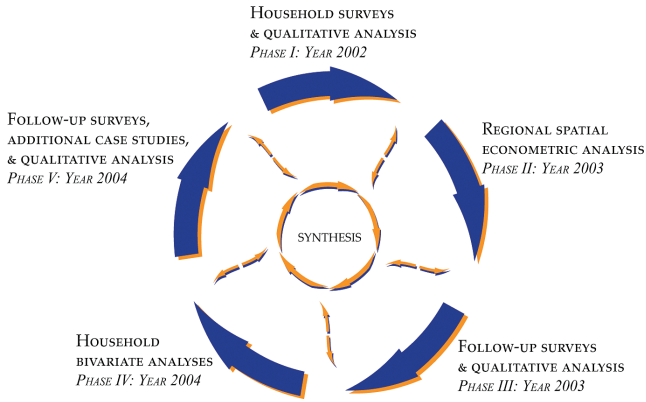 Household surveys
& qualitative analysis
Phase I: Year 2002
Regional spatial
econometric analysis
Phase II: Year 2003
Follow-up surveys
& qualitative analysis
Phase III: Year 2003
Household
bivariate analyses
Phase IV: Year 2004
Follow-up surveys,
additional case studies,
& qualitative analysis
Phase V: Year 2004
synthesis